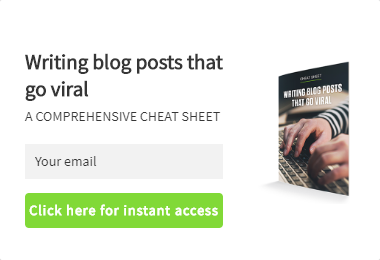 Writing blog posts that
go viral
A COMPREHENSIVE CHEAT SHEET
Your email
Click here for instant access
CHEAT SHEET
WRITING BLOG POSTS
THAT GO VIRAL